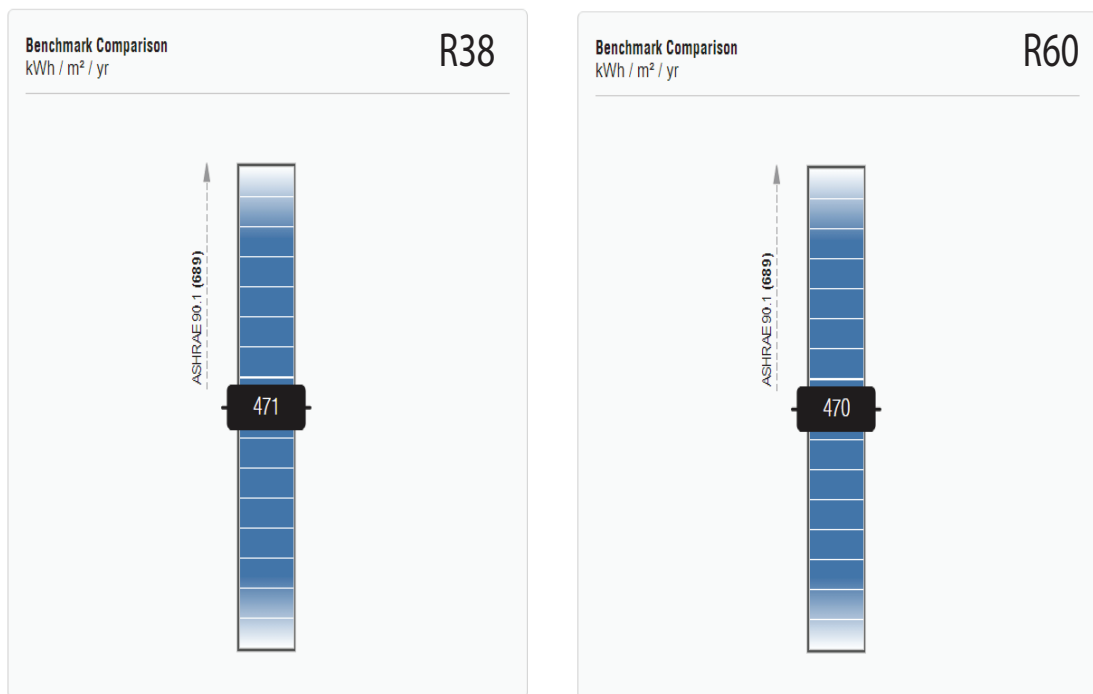 Benchmark Comparison
kWh / m² / yr
R38
ASHRAE 90.1 (689)
471
Benchmark Comparison
kWh / m² / yr
R60
ASHRAE 90.1 (689)
470